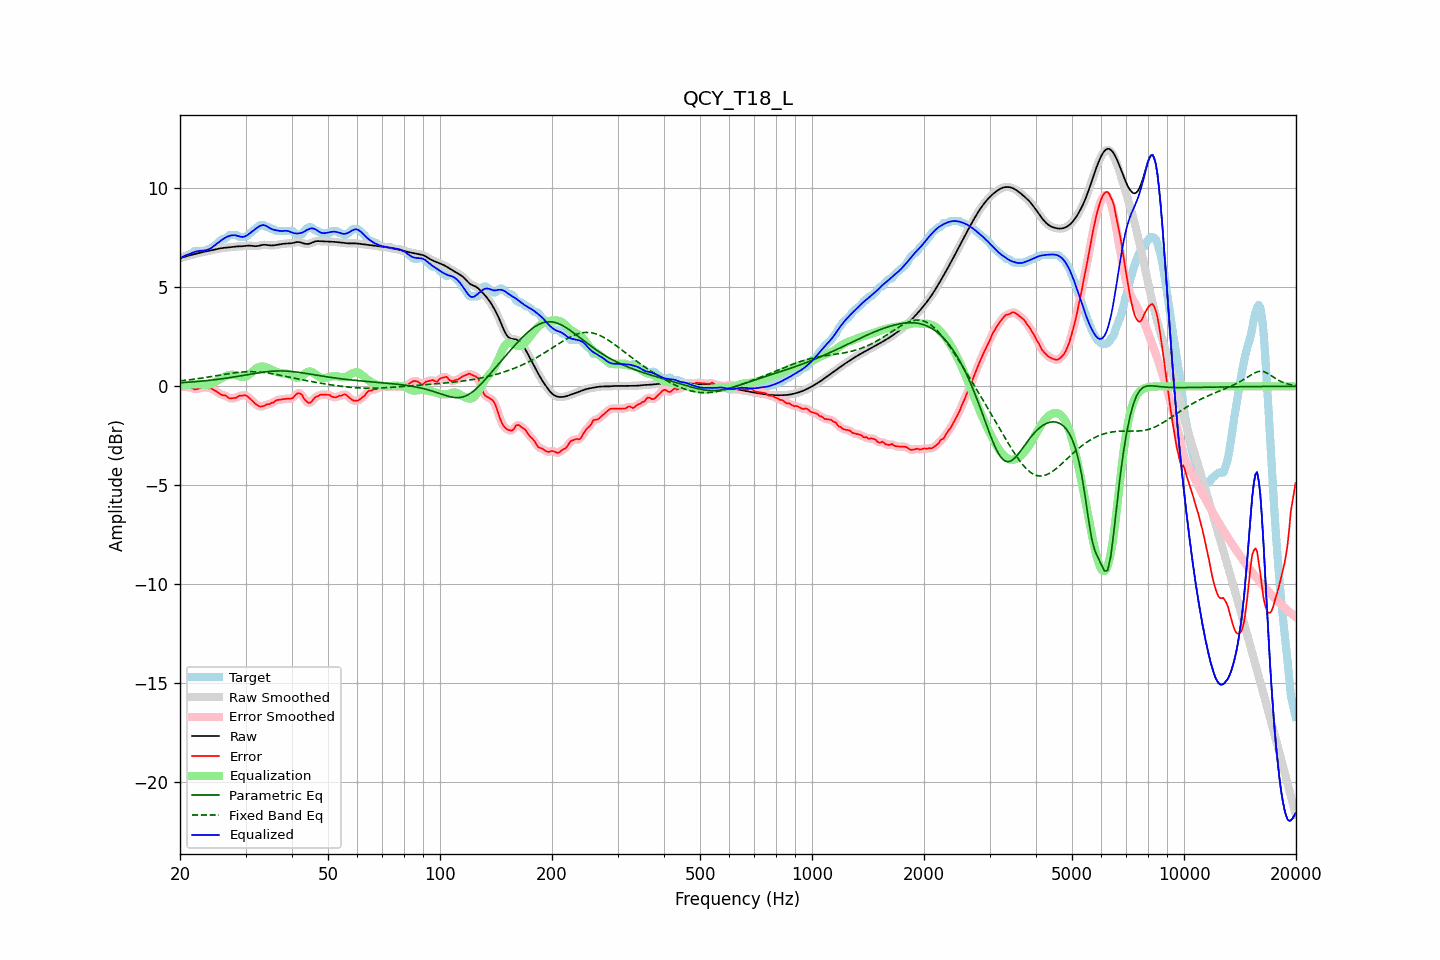 QCY_T18_L
Amplitude (dBr)
10
5
0
−5
−10
−15
−20
Target
Raw Smoothed
Error Smoothed
Raw
Error
Equalization
Parametric Eq
Fixed Band Eq
Equalized
20 50 100 200 500 1000 2000 5000 10000 20000
Frequency (Hz)